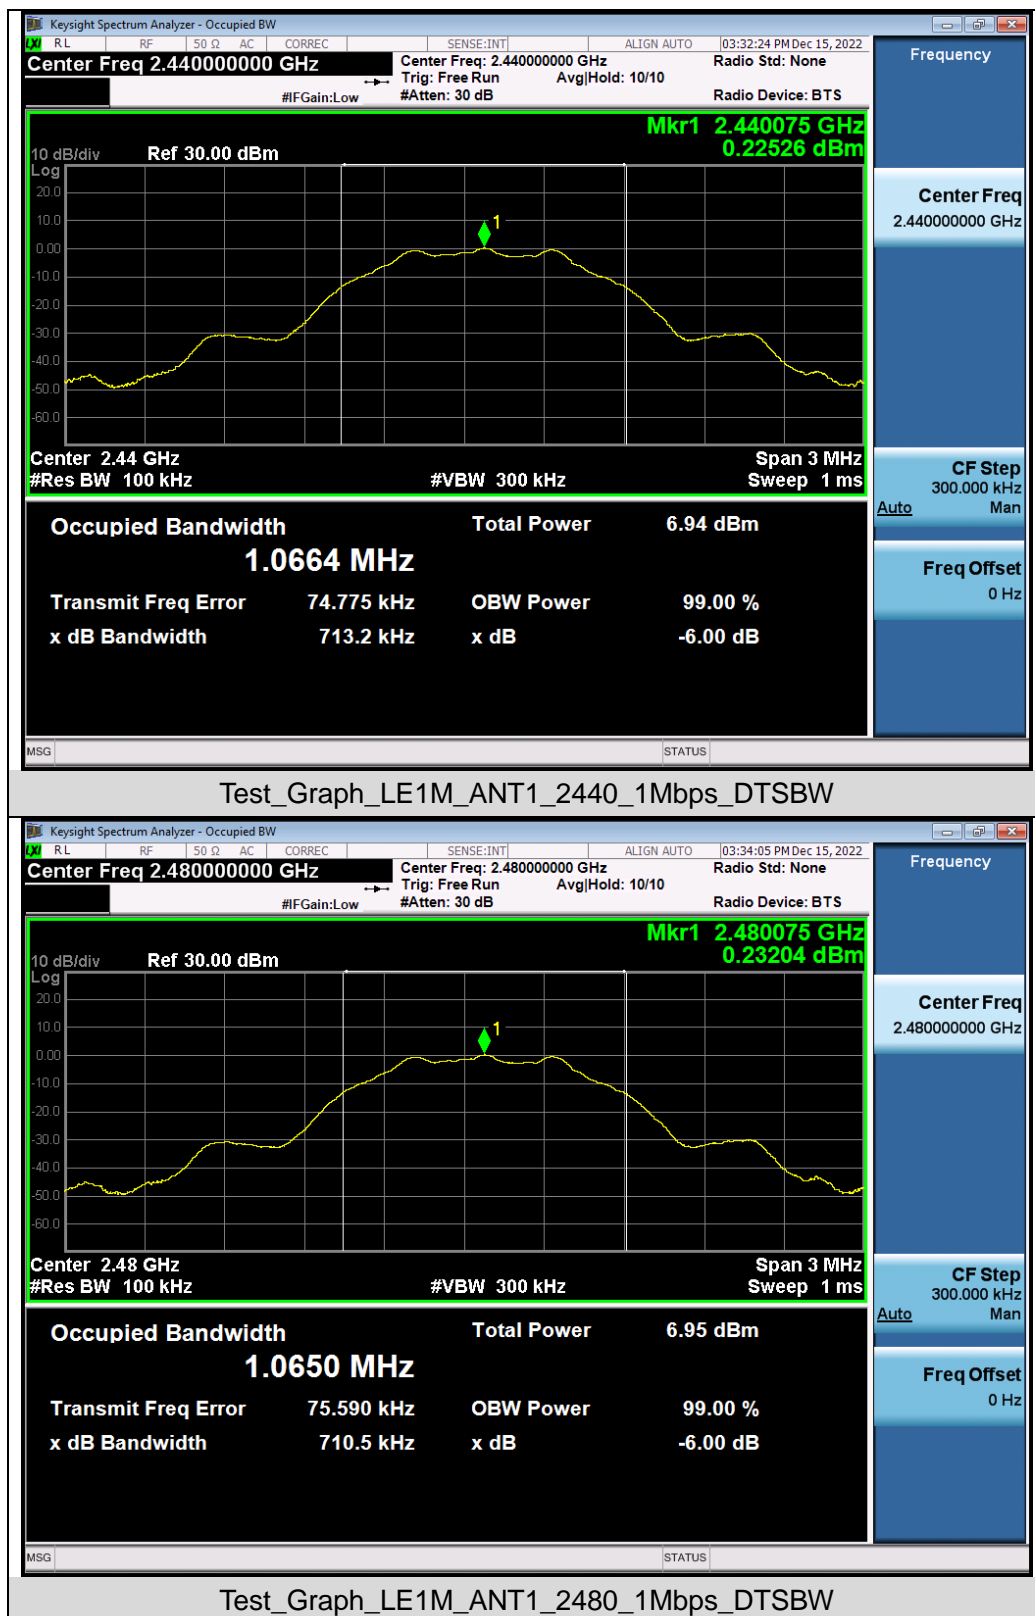 Keysight Spectrum Analyzer - Occupied BW
LXI RL RF 50 Ω AC CORREC SENSE:INT ALIGN AUTO 03:32:24 PM Dec 15, 2022
Center Freq 2.440000000 GHz
Center Freq: 2.440000000 GHz Radio Std: None
Trig: Free Run Avg|Hold: 10/10
#IFGain:Low #Atten: 30 dB Radio Device: BTS
Frequency
Mkr1 2.440075 GHz
0.22526 dBm
10 dB/div Ref 30.00 dBm
Log
20.0
10.0
0.00
-10.0
-20.0
-30.0
-40.0
-50.0
-60.0
1
Center 2.44 GHz Span 3 MHz
#Res BW 100 kHz #VBW 300 kHz Sweep 1 ms
Center Freq
2.440000000 GHz
CF Step
300.000 kHz
Auto Man
Freq Offset
0 Hz
Occupied Bandwidth Total Power 6.94 dBm
1.0664 MHz
Transmit Freq Error 74.775 kHz OBW Power 99.00 %
x dB Bandwidth 713.2 kHz x dB -6.00 dB
MSG STATUS
Test_Graph_LE1M_ANT1_2440_1Mbps_DTSBW
Keysight Spectrum Analyzer - Occupied BW
LXI RL RF 50 Ω AC CORREC SENSE:INT ALIGN AUTO 03:34:05 PM Dec 15, 2022
Center Freq 2.480000000 GHz
Center Freq: 2.480000000 GHz Radio Std: None
Trig: Free Run Avg|Hold: 10/10
#IFGain:Low #Atten: 30 dB Radio Device: BTS
Frequency
Mkr1 2.480075 GHz
0.23204 dBm
10 dB/div Ref 30.00 dBm
Log
20.0
10.0
0.00
-10.0
-20.0
-30.0
-40.0
-50.0
-60.0
1
Center 2.48 GHz Span 3 MHz
#Res BW 100 kHz #VBW 300 kHz Sweep 1 ms
Center Freq
2.480000000 GHz
CF Step
300.000 kHz
Auto Man
Freq Offset
0 Hz
Occupied Bandwidth Total Power 6.95 dBm
1.0650 MHz
Transmit Freq Error 75.590 kHz OBW Power 99.00 %
x dB Bandwidth 710.5 kHz x dB -6.00 dB
MSG STATUS
Test_Graph_LE1M_ANT1_2480_1Mbps_DTSBW